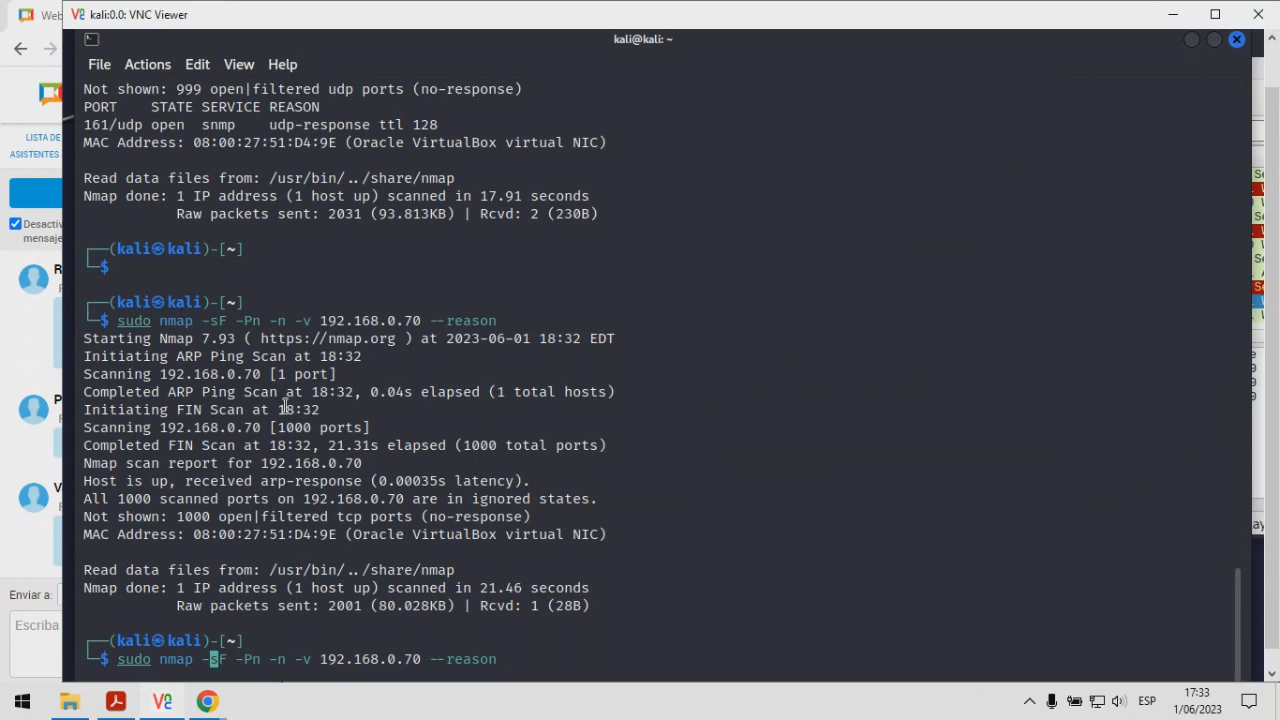 Web
kali:0.0: VNC Viewer
kali@kali: ~
File Actions Edit View Help
Not shown: 999 open|filtered udp ports (no-response)
PORT STATE SERVICE REASON
161/udp open snmp udp-response ttl 128
MAC Address: 08:00:27:51:D4:9E (Oracle VirtualBox virtual NIC)
Read data files from: /usr/bin/../share/nmap
Nmap done: 1 IP address (1 host up) scanned in 17.91 seconds
Raw packets sent: 2031 (93.813KB) | Rcvd: 2 (230B)
┌──(kali㉿kali)-[~]
└─$
┌──(kali㉿kali)-[~]
└─$ sudo nmap -sF -Pn -n -v 192.168.0.70 --reason
Starting Nmap 7.93 ( https://nmap.org ) at 2023-06-01 18:32 EDT
Initiating ARP Ping Scan at 18:32
Scanning 192.168.0.70 [1 port]
Completed ARP Ping Scan at 18:32, 0.04s elapsed (1 total hosts)
Initiating FIN Scan at 18:32
Scanning 192.168.0.70 [1000 ports]
Completed FIN Scan at 18:32, 21.31s elapsed (1000 total ports)
Nmap scan report for 192.168.0.70
Host is up, received arp-response (0.00035s latency).
All 1000 scanned ports on 192.168.0.70 are in ignored states.
Not shown: 1000 open|filtered tcp ports (no-response)
MAC Address: 08:00:27:51:D4:9E (Oracle VirtualBox virtual NIC)
Read data files from: /usr/bin/../share/nmap
Nmap done: 1 IP address (1 host up) scanned in 21.46 seconds
Raw packets sent: 2001 (80.028KB) | Rcvd: 1 (28B)
┌──(kali㉿kali)-[~]
└─$ sudo nmap -sF -Pn -n -v 192.168.0.70 --reason
LISTA DE
ASISTENTES
Desactiv
mensaje
R
P
V
Enviar a:
Escriba
ESP
17:33
1/06/2023